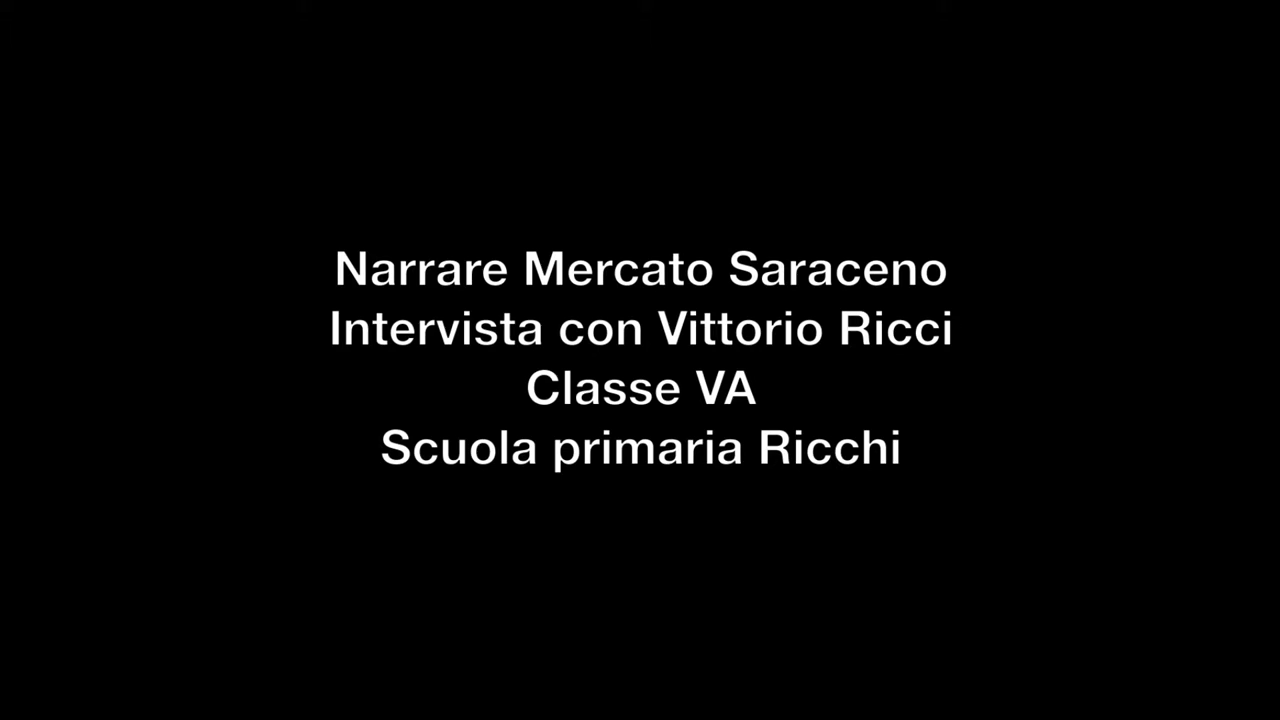 Narrare Mercato Saraceno
Intervista con Vittorio Ricci
Classe VA
Scuola primaria Ricchi